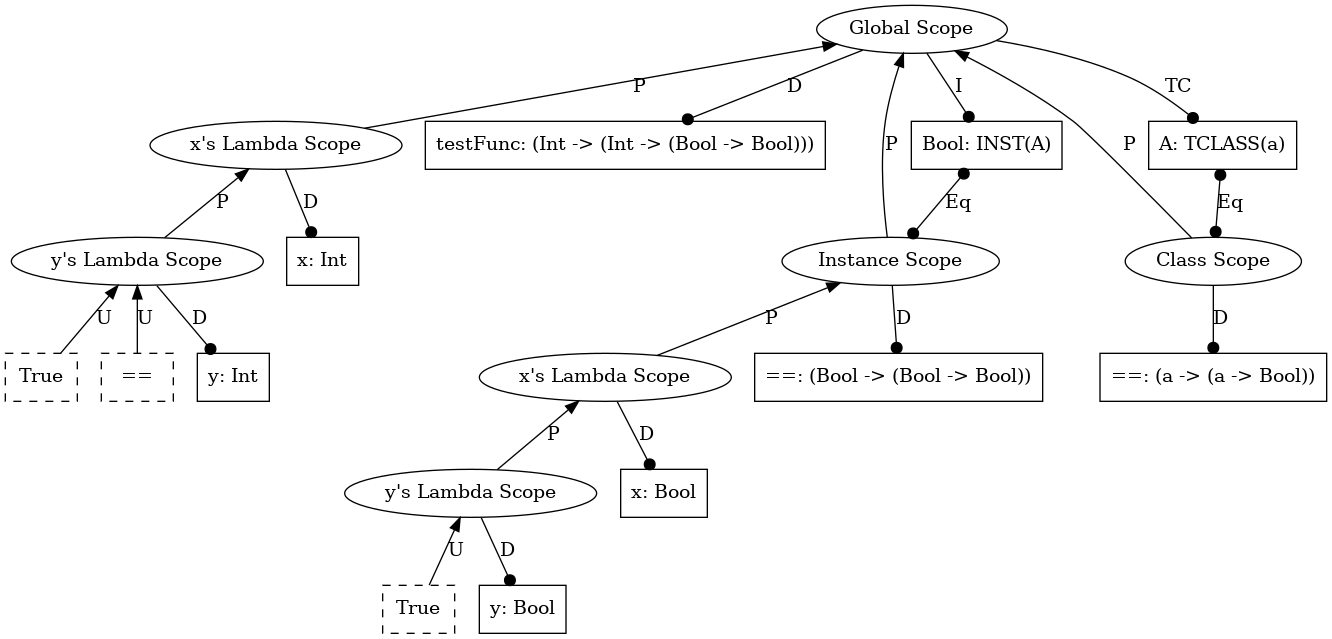 Global Scope
P
D
I
TC
x's Lambda Scope
testFunc: (Int -> (Int -> (Bool -> Bool)))
P
Bool: INST(A)
P
A: TCLASS(a)
P
D
Eq
Eq
y's Lambda Scope
x: Int
Instance Scope
Class Scope
U
U
D
P
D
D
True
==
y: Int
x's Lambda Scope
==: (Bool -> (Bool -> Bool))
==: (a -> (a -> Bool))
P
D
y's Lambda Scope
x: Bool
U
D
True
y: Bool